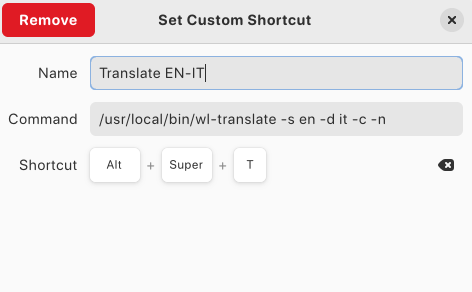 Remove Set Custom Shortcut
Name Translate EN-IT
Command /usr/local/bin/wl-translate -s en -d it -c -n
Shortcut Alt + Super + T